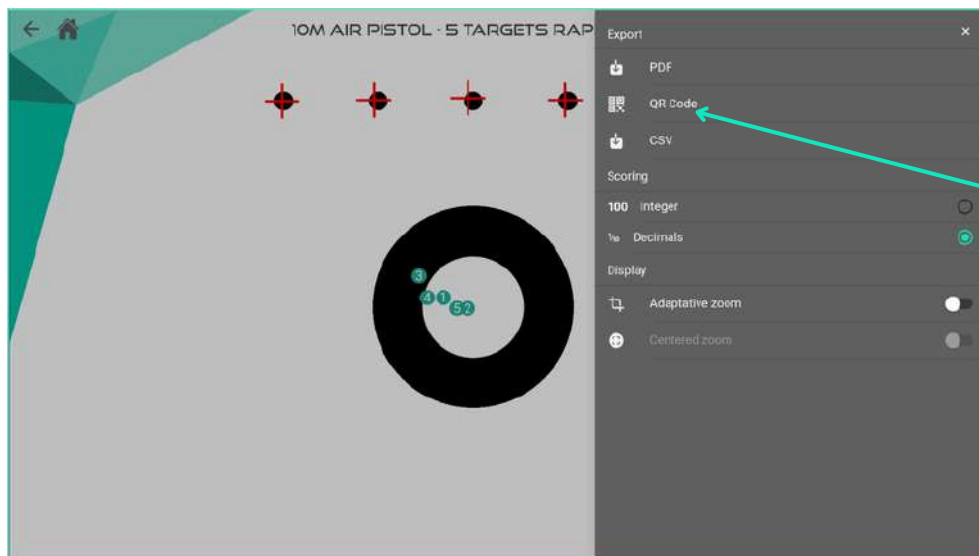 10M AIR PISTOL - 5 TARGETS RAP
3
4 1
5 2
Export
×
PDF
QR Code
CSV
Scoring
100 Integer
1/10 Decimals
Display
Adaptative zoom
Centered zoom